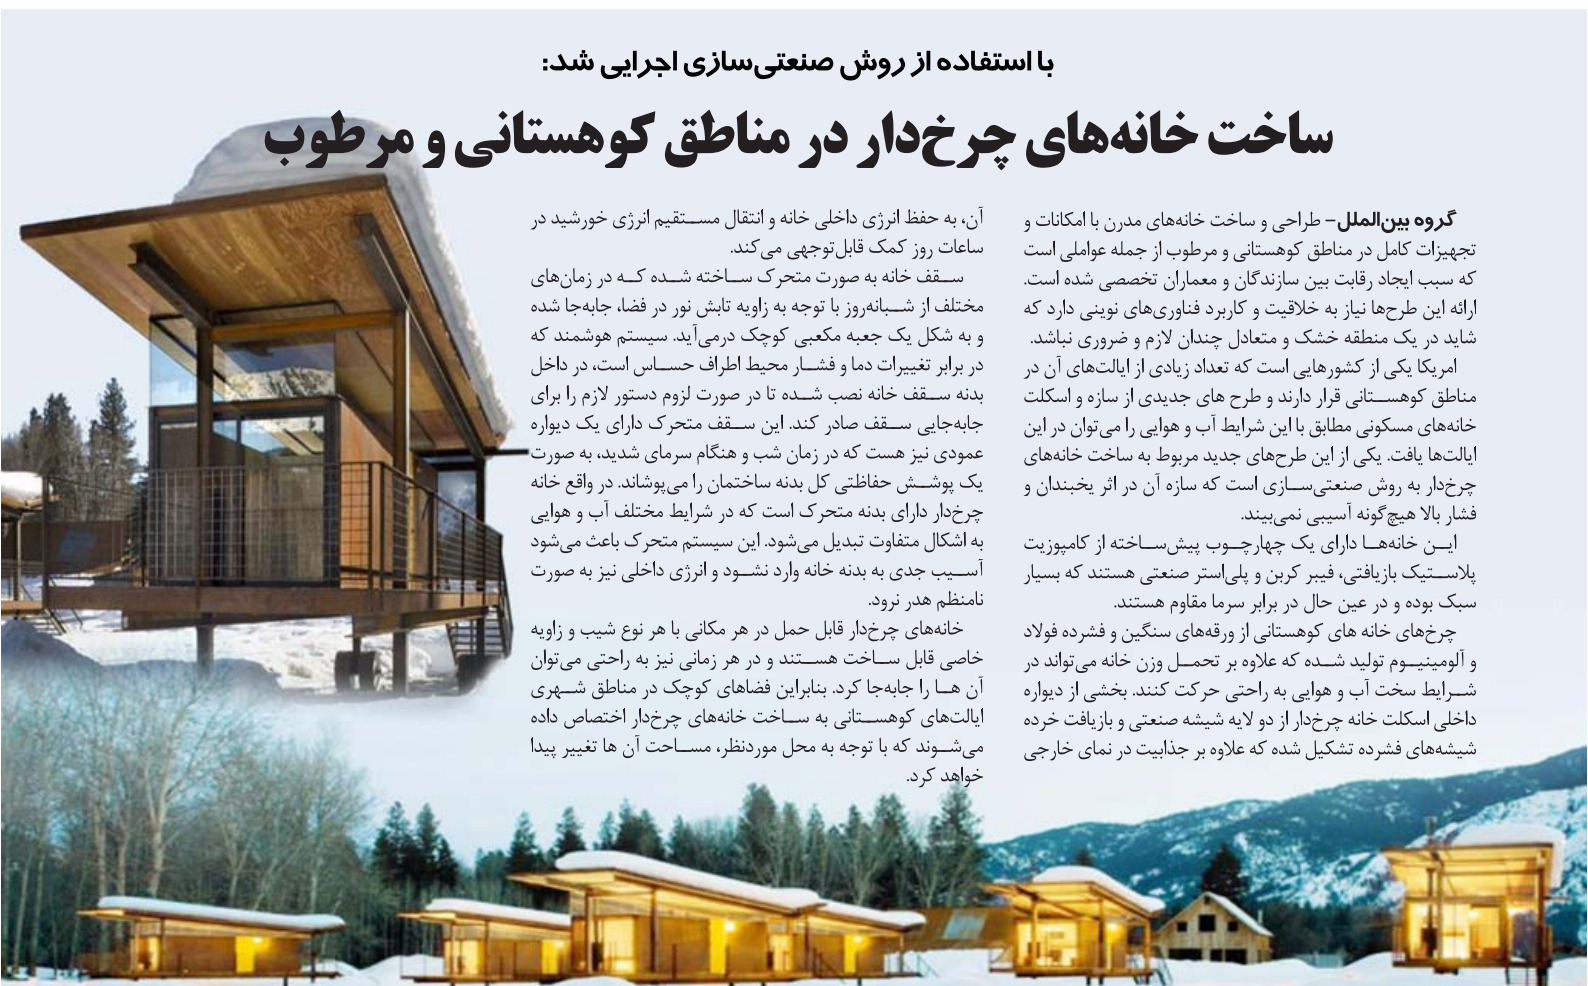 با استفاده از روش صنعتی‌سازی اجرایی شد:
ساخت خانه‌های چرخ‌دار در مناطق کوهستانی و مرطوب
گروه بین‌الملل- طراحی و ساخت خانه‌های مدرن با امکانات و
تجهیزات کامل در مناطق کوهستانی و مرطوب از جمله عواملی است
که سبب ایجاد رقابت بین سازندگان و معماران تخصصی شده است.
ارائه این طرح‌ها نیاز به خلاقیت و کاربرد فناوری‌های نوینی دارد که
شاید در یک منطقه خشک و متعادل چندان لازم و ضروری نباشد.
امریکا یکی از کشورهایی است که تعداد زیادی از ایالت‌های آن در
مناطق کوهستانی قرار دارند و طرح های جدیدی از سازه و اسکلت
خانه‌های مسکونی مطابق با این شرایط آب و هوایی را می‌توان در این
ایالت‌ها یافت. یکی از این طرح‌های جدید مربوط به ساخت خانه‌های
چرخ‌دار به روش صنعتی‌سازی است که سازه آن در اثر یخبندان و
فشار بالا هیچ‌گونه آسیبی نمی‌بیند.
این خانه‌ها دارای یک چهارچوب پیش‌ساخته از کامپوزیت
پلاستیک بازیافتی، فیبر کربن و پلی‌استر صنعتی هستند که بسیار
سبک بوده و در عین حال در برابر سرما مقاوم هستند.
چرخ‌های خانه های کوهستانی از ورقه‌های سنگین و فشرده فولاد
و آلومینیوم تولید شده که علاوه بر تحمل وزن خانه می‌تواند در
شرایط سخت آب و هوایی به راحتی حرکت کنند. بخشی از دیواره
داخلی اسکلت خانه چرخ‌دار از دو لایه شیشه صنعتی و بازیافت خرده
شیشه‌های فشرده تشکیل شده که علاوه بر جذابیت در نمای خارجی
آن، به حفظ انرژی داخلی خانه و انتقال مستقیم انرژی خورشید در
ساعات روز کمک قابل‌توجهی می‌کند.
سقف خانه به صورت متحرک ساخته شده که در زمان‌های
مختلف از شبانه‌روز با توجه به زاویه تابش نور در فضا، جابه‌جا شده
و به شکل یک جعبه مکعبی کوچک درمی‌آید. سیستم هوشمند که
در برابر تغییرات دما و فشار محیط اطراف حساس است، در داخل
بدنه سقف خانه نصب شده تا در صورت لزوم دستور لازم را برای
جابه‌جایی سقف صادر کند. این سقف متحرک دارای یک دیواره
عمودی نیز هست که در زمان شب و هنگام سرمای شدید، به صورت
یک پوشش حفاظتی کل بدنه ساختمان را می‌پوشاند. در واقع خانه
چرخ‌دار دارای بدنه متحرک است که در شرایط مختلف آب و هوایی
به اشکال متفاوت تبدیل می‌شود. این سیستم متحرک باعث می‌شود
آسیب جدی به بدنه خانه وارد نشود و انرژی داخلی نیز به صورت
نامنظم هدر نرود.
خانه‌های چرخ‌دار قابل حمل در هر مکانی با هر نوع شیب و زاویه
خاصی قابل ساخت هستند و در هر زمانی نیز به راحتی می‌توان
آن ها را جابه‌جا کرد. بنابراین فضاهای کوچک در مناطق شهری
ایالت‌های کوهستانی به ساخت خانه‌های چرخ‌دار اختصاص داده
می‌شوند که با توجه به محل موردنظر، مساحت آن ها تغییر پیدا
خواهد کرد.